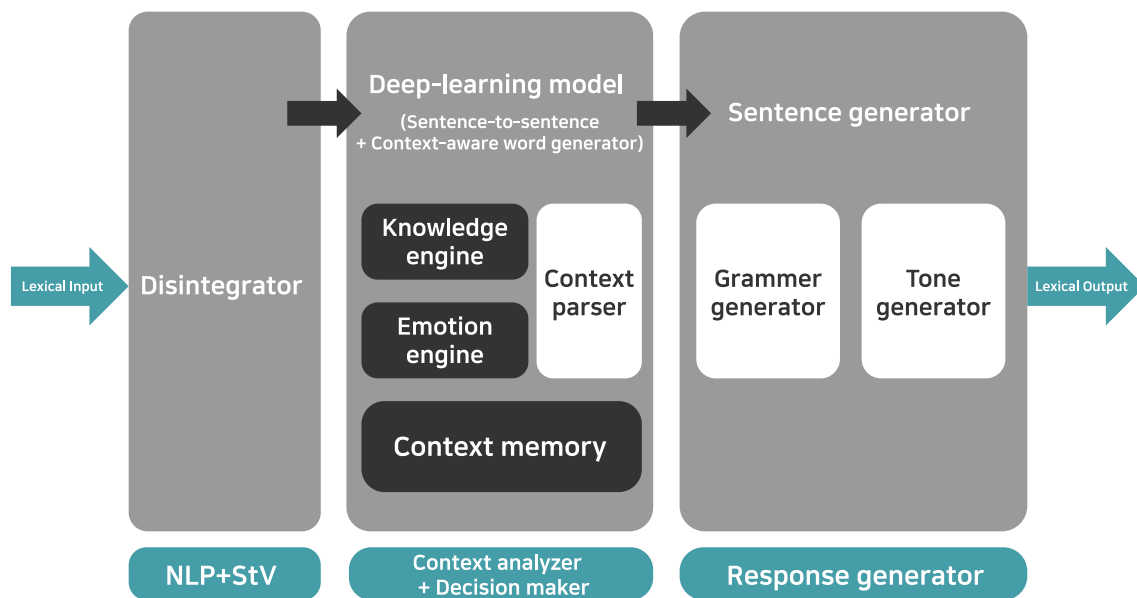 Lexical Input
Disintegrator
NLP+StV
Deep-learning model
(Sentence-to-sentence
+ Context-aware word generator)
Knowledge
engine
Emotion
engine
Context
parser
Context memory
Context analyzer
+ Decision maker
Sentence generator
Grammer
generator
Tone
generator
Response generator
Lexical Output